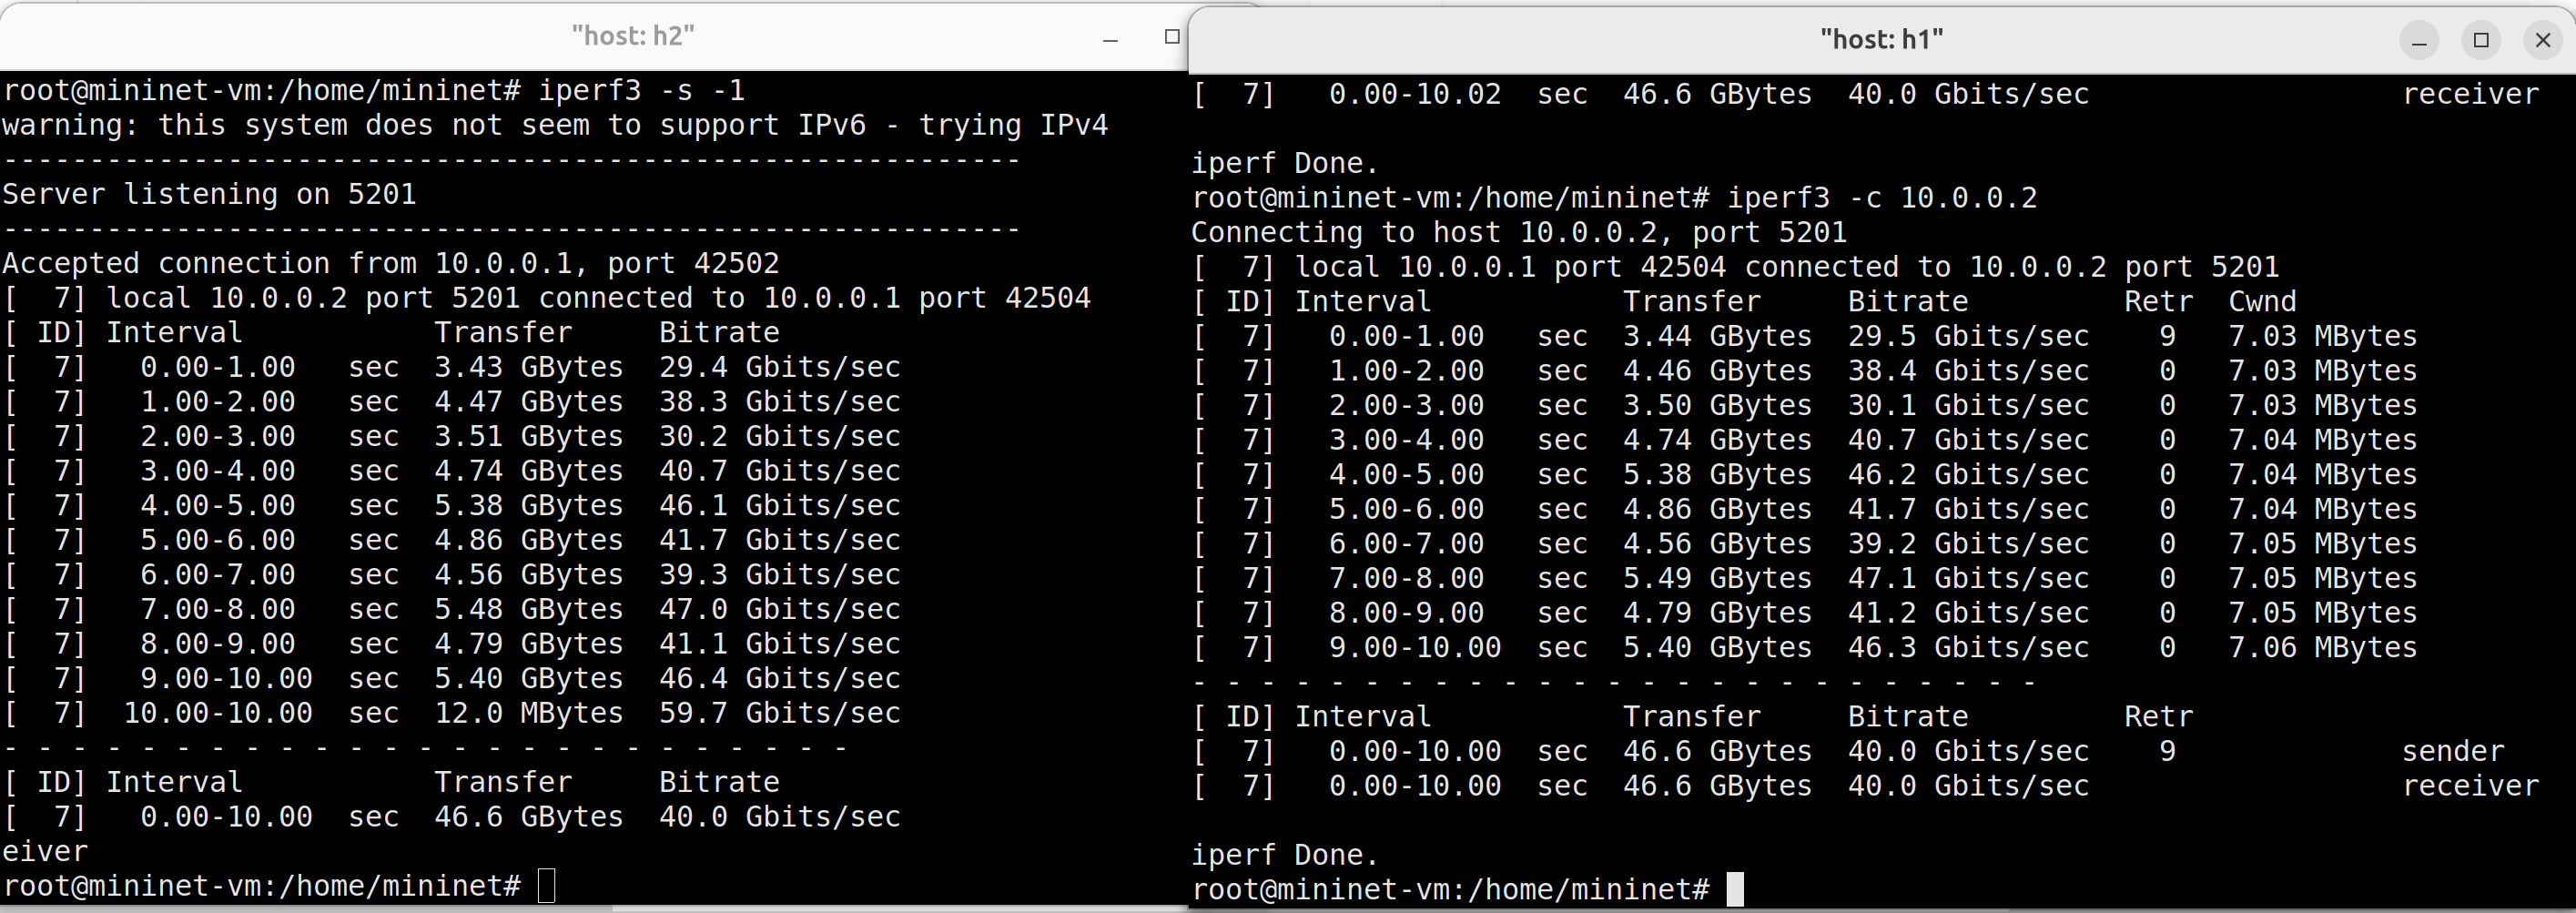 "host: h2"
root@mininet-vm:/home/mininet# iperf3 -s -1
warning: this system does not seem to support IPv6 - trying IPv4
-----------------------------------------------------------
Server listening on 5201
-----------------------------------------------------------
Accepted connection from 10.0.0.1, port 42502
[  7] local 10.0.0.2 port 5201 connected to 10.0.0.1 port 42504
[ ID] Interval           Transfer     Bitrate
[  7]   0.00-1.00   sec  3.43 GBytes  29.4 Gbits/sec
[  7]   1.00-2.00   sec  4.47 GBytes  38.3 Gbits/sec
[  7]   2.00-3.00   sec  3.51 GBytes  30.2 Gbits/sec
[  7]   3.00-4.00   sec  4.74 GBytes  40.7 Gbits/sec
[  7]   4.00-5.00   sec  5.38 GBytes  46.1 Gbits/sec
[  7]   5.00-6.00   sec  4.86 GBytes  41.7 Gbits/sec
[  7]   6.00-7.00   sec  4.56 GBytes  39.3 Gbits/sec
[  7]   7.00-8.00   sec  5.48 GBytes  47.0 Gbits/sec
[  7]   8.00-9.00   sec  4.79 GBytes  41.1 Gbits/sec
[  7]   9.00-10.00  sec  5.40 GBytes  46.4 Gbits/sec
[  7]  10.00-10.00  sec  12.0 MBytes  59.7 Gbits/sec
- - - - - - - - - - - - - - - - - - - - - - - - -
[ ID] Interval           Transfer     Bitrate
[  7]   0.00-10.00  sec  46.6 GBytes  40.0 Gbits/sec
eiver
root@mininet-vm:/home/mininet#
"host: h1"
[  7]   0.00-10.02  sec  46.6 GBytes  40.0 Gbits/sec                  receiver
iperf Done.
root@mininet-vm:/home/mininet# iperf3 -c 10.0.0.2
Connecting to host 10.0.0.2, port 5201
[  7] local 10.0.0.1 port 42504 connected to 10.0.0.2 port 5201
[ ID] Interval           Transfer     Bitrate         Retr  Cwnd
[  7]   0.00-1.00   sec  3.44 GBytes  29.5 Gbits/sec    9   7.03 MBytes
[  7]   1.00-2.00   sec  4.46 GBytes  38.4 Gbits/sec    0   7.03 MBytes
[  7]   2.00-3.00   sec  3.50 GBytes  30.1 Gbits/sec    0   7.03 MBytes
[  7]   3.00-4.00   sec  4.74 GBytes  40.7 Gbits/sec    0   7.04 MBytes
[  7]   4.00-5.00   sec  5.38 GBytes  46.2 Gbits/sec    0   7.04 MBytes
[  7]   5.00-6.00   sec  4.86 GBytes  41.7 Gbits/sec    0   7.04 MBytes
[  7]   6.00-7.00   sec  4.56 GBytes  39.2 Gbits/sec    0   7.05 MBytes
[  7]   7.00-8.00   sec  5.49 GBytes  47.1 Gbits/sec    0   7.05 MBytes
[  7]   8.00-9.00   sec  4.79 GBytes  41.2 Gbits/sec    0   7.05 MBytes
[  7]   9.00-10.00  sec  5.40 GBytes  46.3 Gbits/sec    0   7.06 MBytes
- - - - - - - - - - - - - - - - - - - - - - - - -
[ ID] Interval           Transfer     Bitrate         Retr
[  7]   0.00-10.00  sec  46.6 GBytes  40.0 Gbits/sec    9             sender
[  7]   0.00-10.00  sec  46.6 GBytes  40.0 Gbits/sec                  receiver
iperf Done.
root@mininet-vm:/home/mininet#